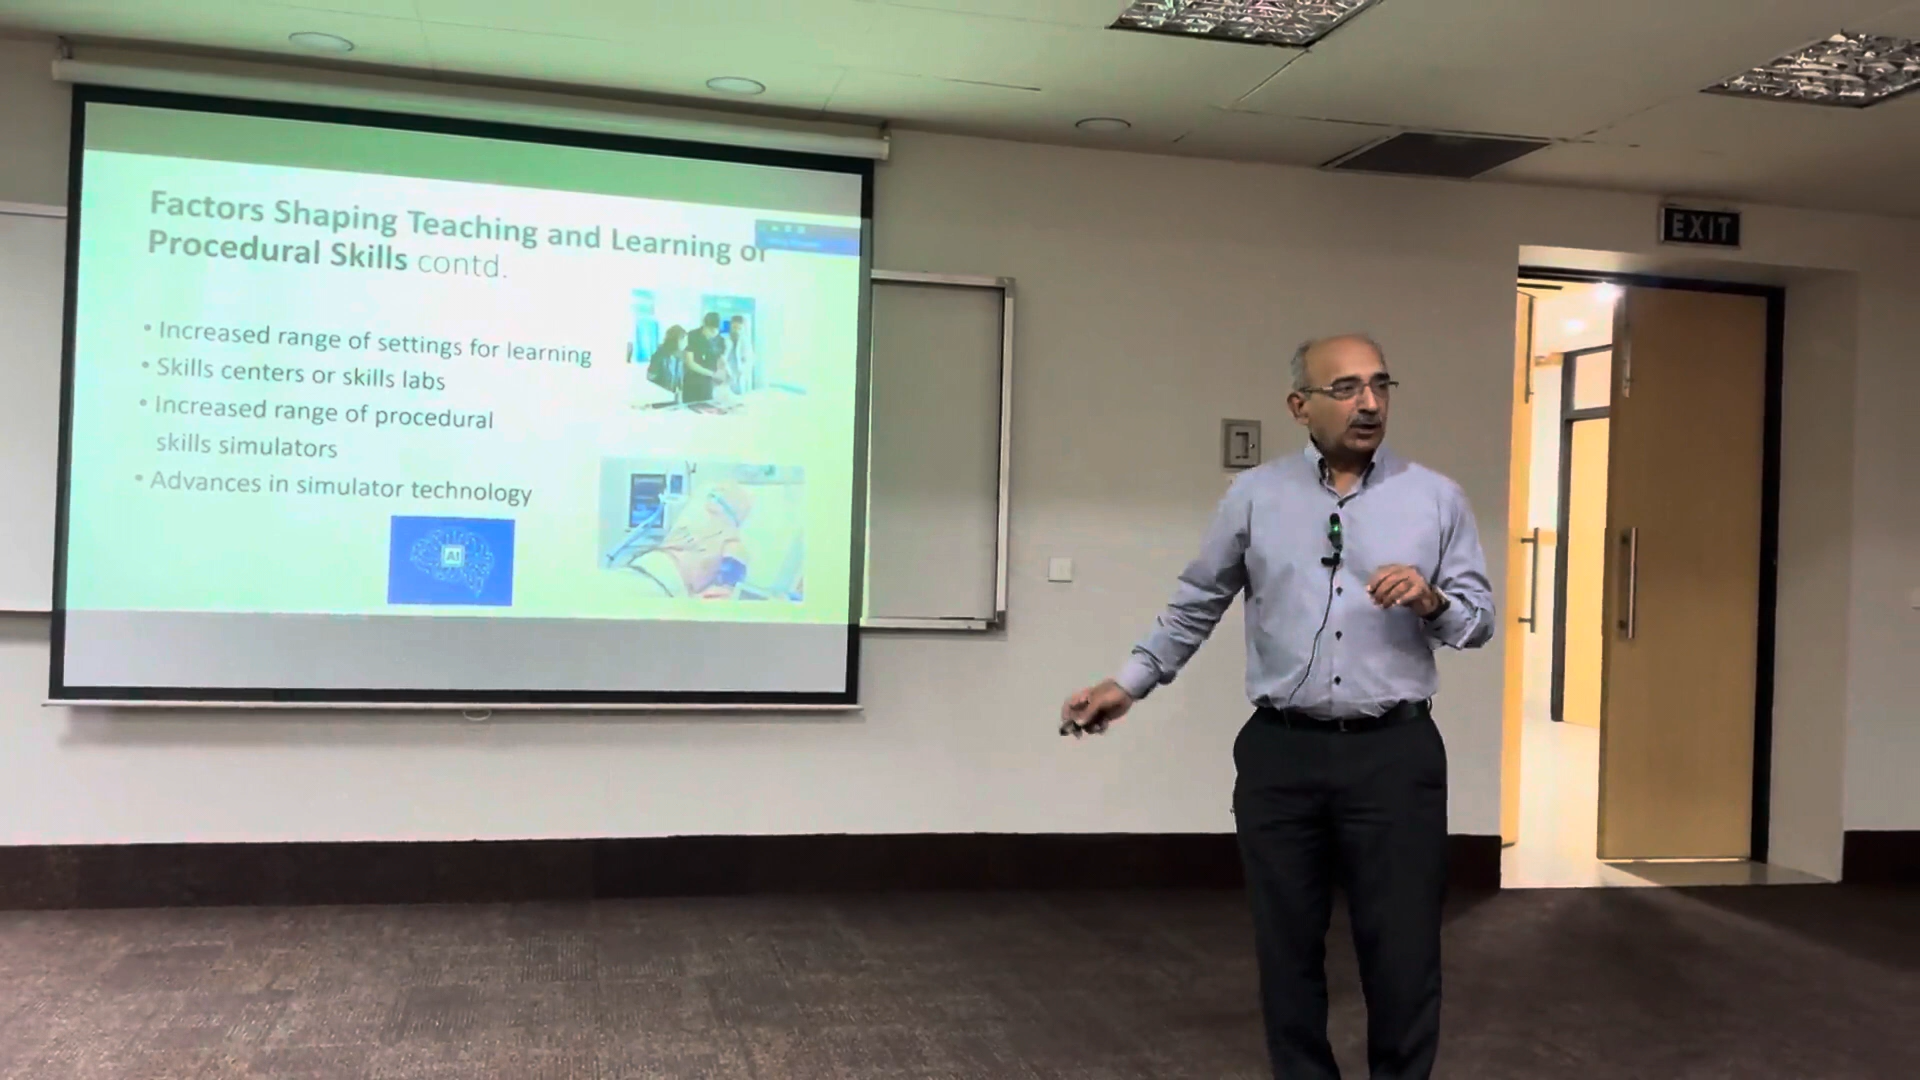 Factors Shaping Teaching and Learning of
Procedural Skills contd.
• Increased range of settings for learning
• Skills centers or skills labs
• Increased range of procedural
skills simulators
• Advances in simulator technology
AI
EXIT